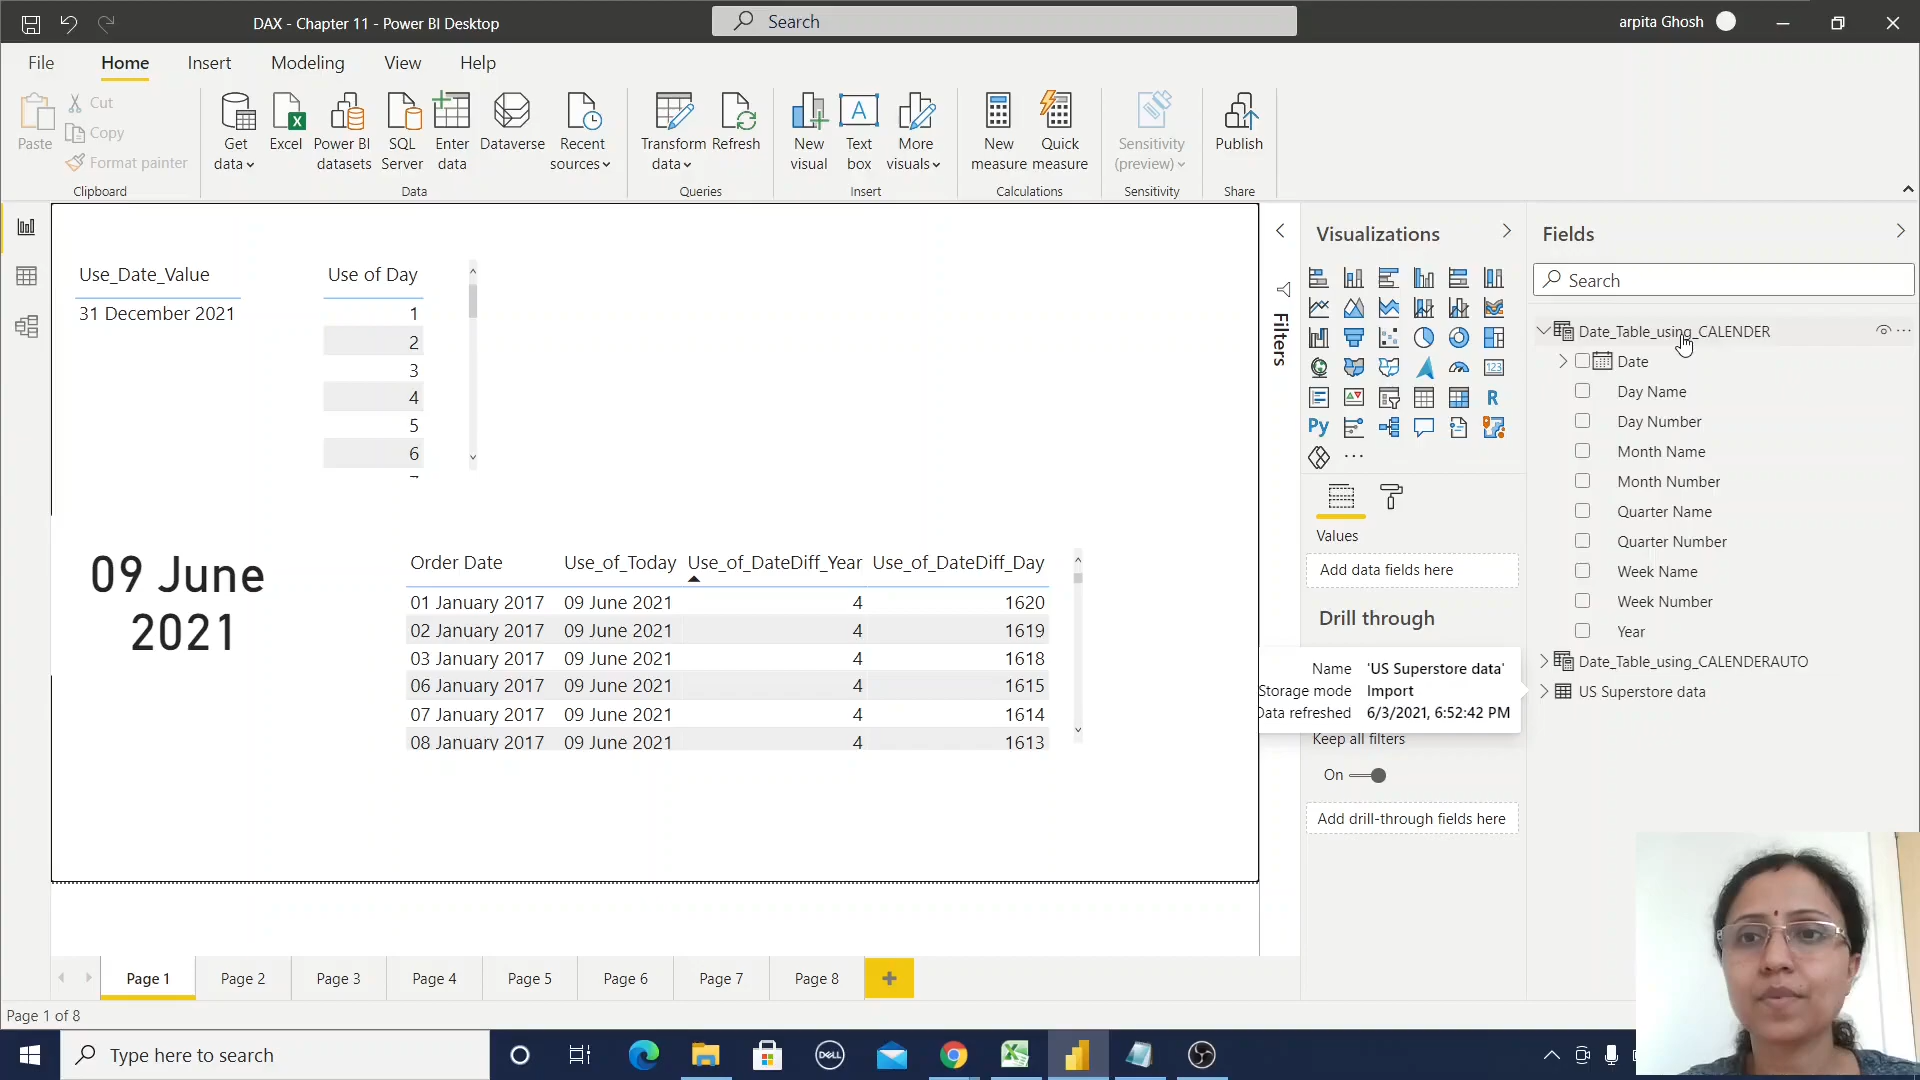 DAX - Chapter 11 - Power BI Desktop
Search
arpita Ghosh
File
Home
Insert
Modeling
View
Help
Paste
Cut
Copy
Format painter
Clipboard
Get data
Excel
Power BI datasets
SQL Server
Enter data
Dataverse
Recent sources
Data
Transform data
Refresh
Queries
New visual
Text box
More visuals
Insert
New measure
Quick measure
Calculations
Sensitivity (preview)
Sensitivity
Publish
Share
Use_Date_Value
31 December 2021
Use of Day
1
2
3
4
5
6
09 June
2021
Order Date Use_of_Today Use_of_DateDiff_Year Use_of_DateDiff_Day
01 January 2017 09 June 2021 4 1620
02 January 2017 09 June 2021 4 1619
03 January 2017 09 June 2021 4 1618
06 January 2017 09 June 2021 4 1615
07 January 2017 09 June 2021 4 1614
08 January 2017 09 June 2021 4 1613
Filters
Visualizations
123
R
Py
Values
Add data fields here
Drill through
Name 'US Superstore data'
Storage mode Import
Data refreshed 6/3/2021, 6:52:42 PM
Keep all filters
On
Add drill-through fields here
Fields
Search
Date_Table_using_CALENDER
Date
Day Name
Day Number
Month Name
Month Number
Quarter Name
Quarter Number
Week Name
Week Number
Year
Date_Table_using_CALENDERAUTO
US Superstore data
Page 1
Page 2
Page 3
Page 4
Page 5
Page 6
Page 7
Page 8
Page 1 of 8
Type here to search
DELL